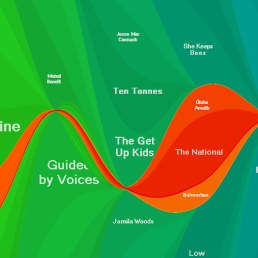 Jesse Mac
Cormack
She Keeps
Bees
Ten Tonnes
ine
The Get
Up Kids
The National
Guided
by Voices
Jamila Woods
Low